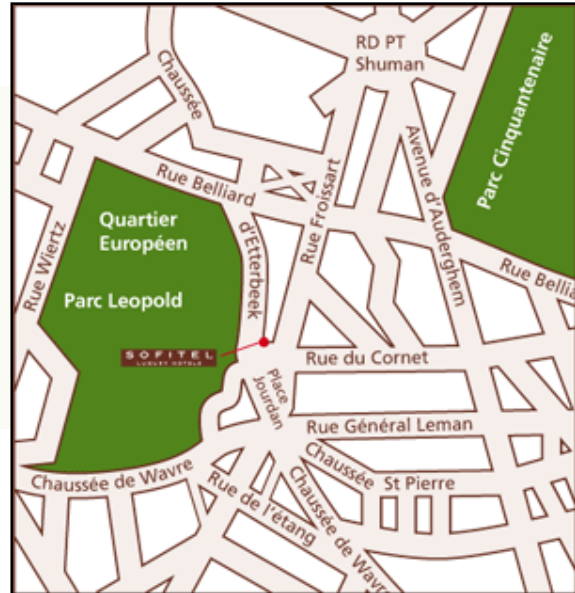 RD PT
Shuman
Chaussée
Parc Cinquantenaire
Avenue d'Auderghem
Rue Froissart
Rue Belliard
d'Etterbeek
Quartier
Européen
Rue Wiertz
Parc Leopold
Rue Bellia
SOFITEL
LUXURY HOTELS
Rue du Cornet
Place
Jourdan
Rue Général Leman
Chaussée St Pierre
Chaussée de Wavre
Rue de l'étang
Chaussée de Wavre